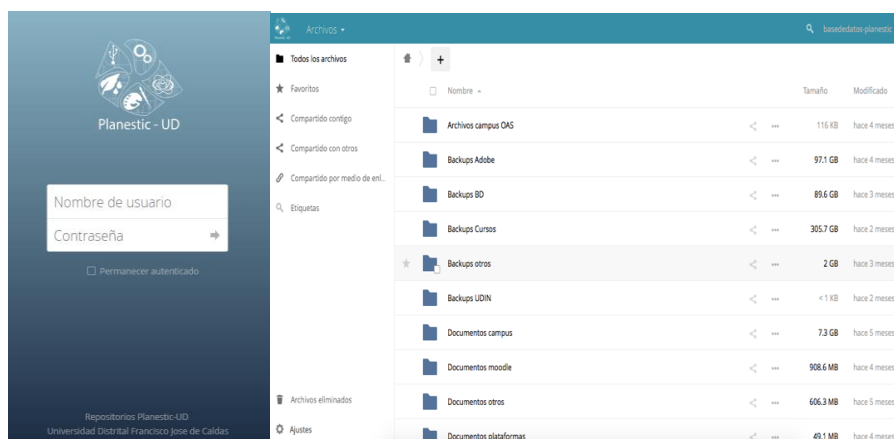 Planestic - UD
Nombre de usuario
Contraseña
Permanecer autenticado
Repositorios Planestic-UD
Universidad Distrital Francisco Jose de Caldas
Archivos
basededatos-planestic
Todos los archivos
Favoritos
Compartido contigo
Compartido con otros
Compartido por medio de enl...
Etiquetas
Archivos eliminados
Ajustes
+
Nombre Tamaño Modificado
Archivos campus OAS ... 116 KB hace 4 meses
Backups Adobe ... 97.1 GB hace 4 meses
Backups BD ... 89.6 GB hace 3 meses
Backups Cursos ... 305.7 GB hace 2 meses
Backups otros ... 2 GB hace 3 meses
Backups UDIN ... < 1 KB hace 2 meses
Documentos campus ... 7.3 GB hace 5 meses
Documentos moodle ... 908.6 MB hace 4 meses
Documentos otros ... 606.3 MB hace 5 meses
Documentos plataformas ... 49.1 MB hace 4 meses